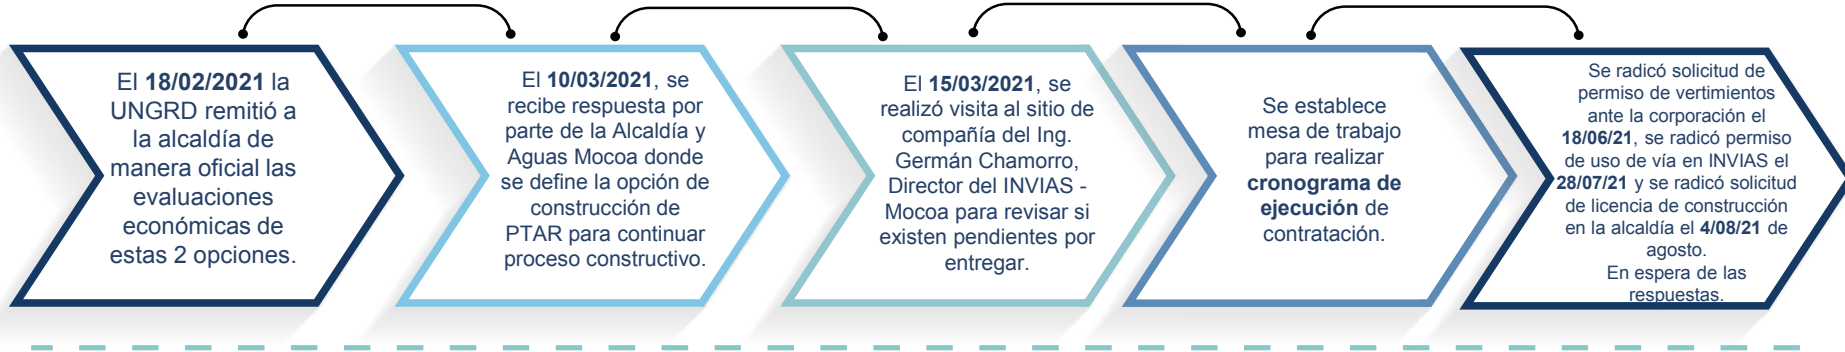 El 18/02/2021 la
UNGRD remitió a
la alcaldía de
manera oficial las
evaluaciones
económicas de
estas 2 opciones.
El 10/03/2021, se
recibe respuesta por
parte de la Alcaldía y
Aguas Mocoa donde
se define la opción de
construcción de
PTAR para continuar
proceso constructivo.
El 15/03/2021, se
realizó visita al sitio de
compañía del Ing.
Germán Chamorro,
Director del INVIAS -
Mocoa para revisar si
existen pendientes por
entregar.
Se establece
mesa de trabajo
para realizar
cronograma de
ejecución de
contratación.
Se radicó solicitud de
permiso de vertimientos
ante la corporación el
18/06/21, se radicó permiso
de uso de vía en INVIAS el
28/07/21 y se radicó solicitud
de licencia de construcción
en la alcaldía el 4/08/21 de
agosto.
En espera de las
respuestas.